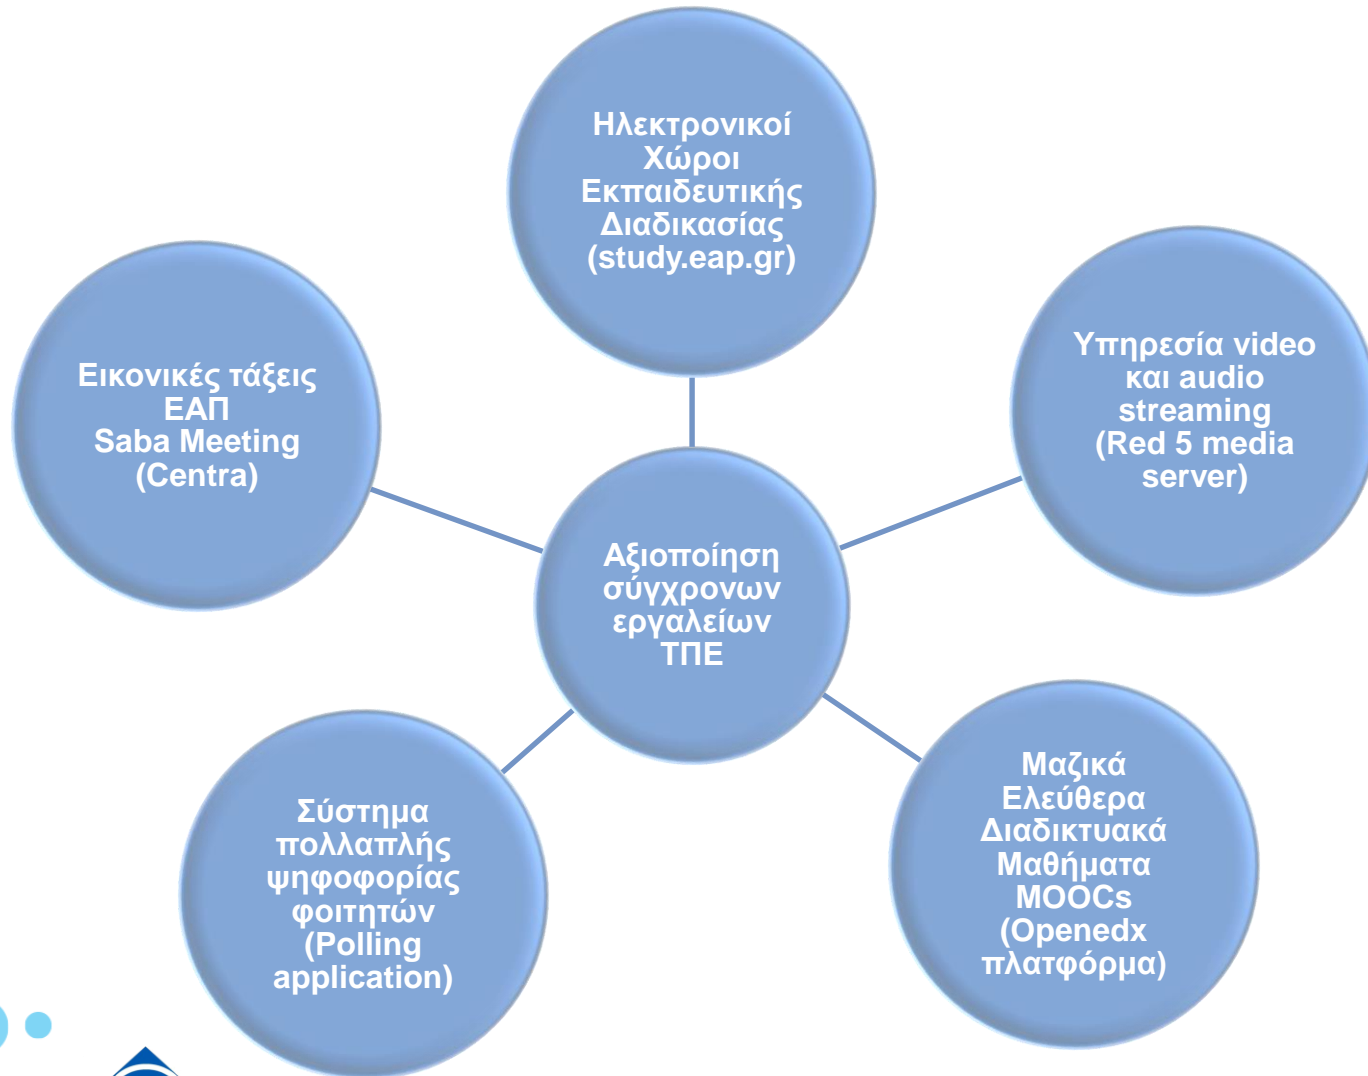 Ηλεκτρονικοί
Χώροι
Εκπαιδευτικής
Διαδικασίας
(study.eap.gr)
Υπηρεσία video
και audio
streaming
(Red 5 media
server)
Εικονικές τάξεις
ΕΑΠ
Saba Meeting
(Centra)
Αξιοποίηση
σύγχρονων
εργαλείων
ΤΠΕ
Μαζικά
Ελεύθερα
Διαδικτυακά
Μαθήματα
MOOCs
(Openedx
πλατφόρμα)
Σύστημα
πολλαπλής
ψηφοφορίας
φοιτητών
(Polling
application)